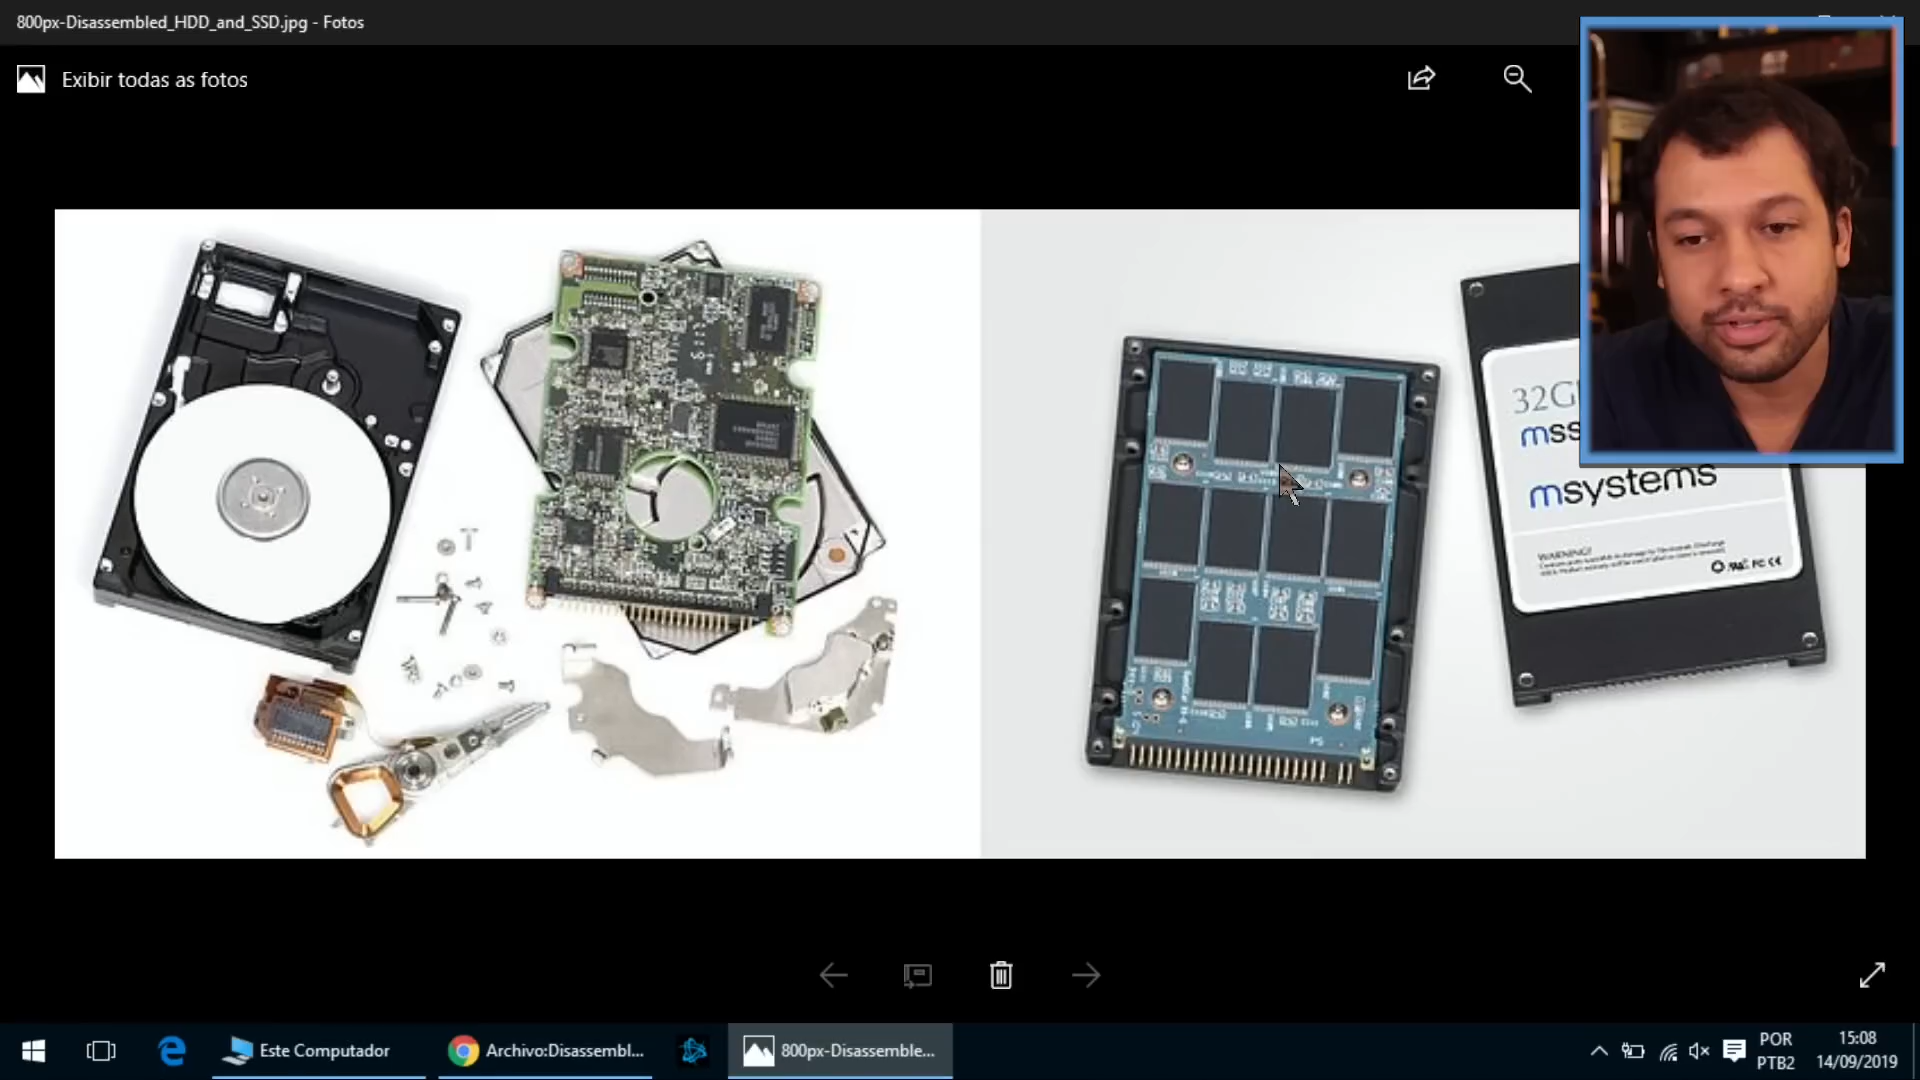 800px-Disassembled_HDD_and_SSD.jpg - Fotos
Exibir todas as fotos
32G
mss
msystems
WARNING!
Este Computador
Archivo:Disassembl...
800px-Disassemble...
POR
PTB2
15:08
14/09/2019